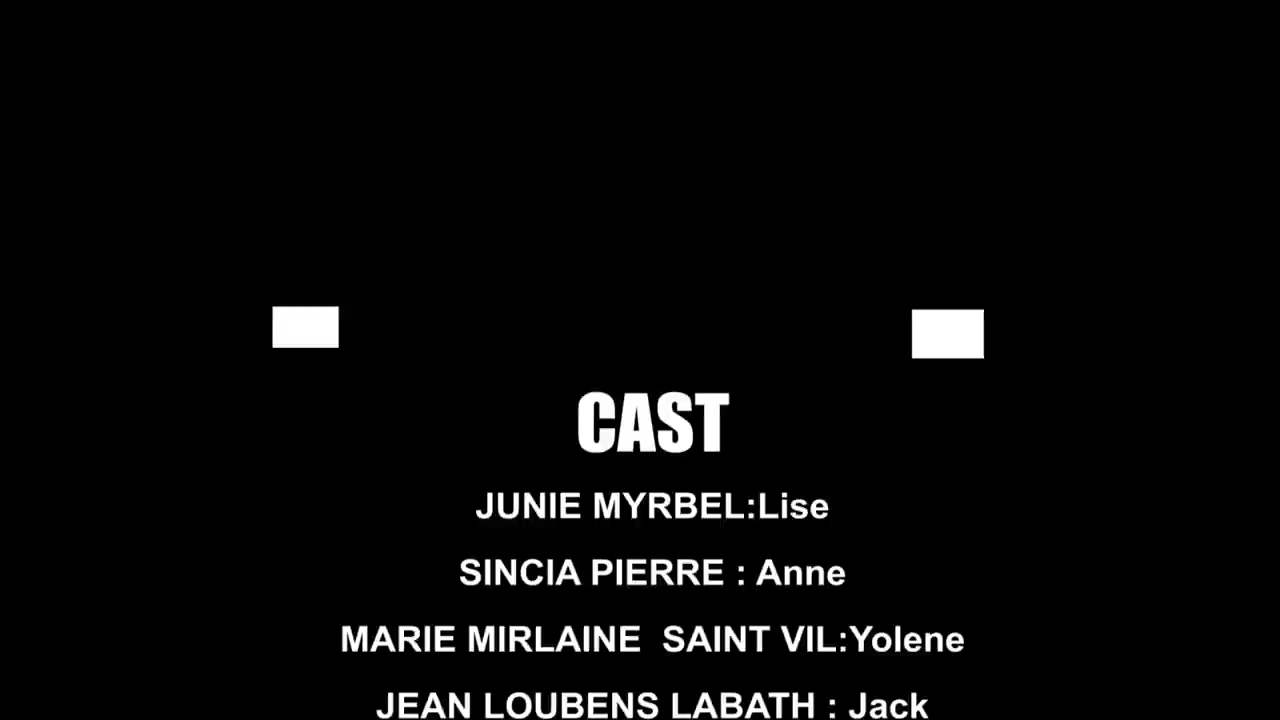 CAST
JUNIE MYRBEL:Lise
SINCIA PIERRE : Anne
MARIE MIRLAINE  SAINT VIL:Yolene
JEAN LOUBENS LABATH : Jack